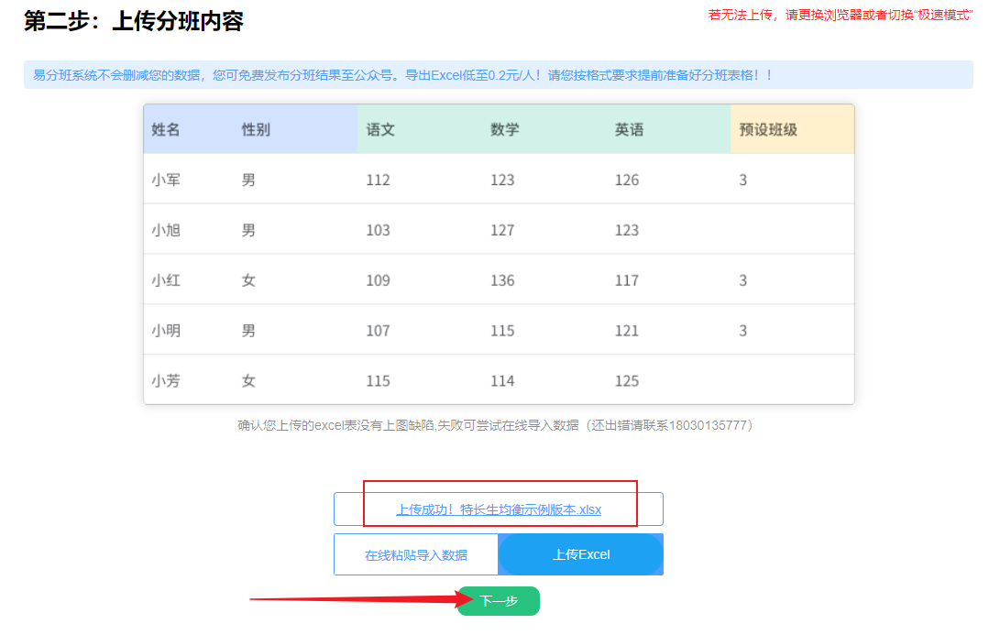 第二步：上传分班内容
若无法上传，请更换浏览器或者切换“极速模式”
易分班系统不会删减您的数据，您可免费发布分班结果至公众号。导出Excel低至0.2元/人！请您按格式要求提前准备好分班表格！！
姓名 性别 语文 数学 英语 预设班级
小军 男 112 123 126 3
小旭 男 103 127 123
小红 女 109 136 117 3
小明 男 107 115 121 3
小芳 女 115 114 125
确认您上传的excel表没有上图缺陷,失败可尝试在线导入数据（还出错请联系18030135777）
上传成功！特长生均衡示例版本.xlsx
在线粘贴导入数据 上传Excel
下一步